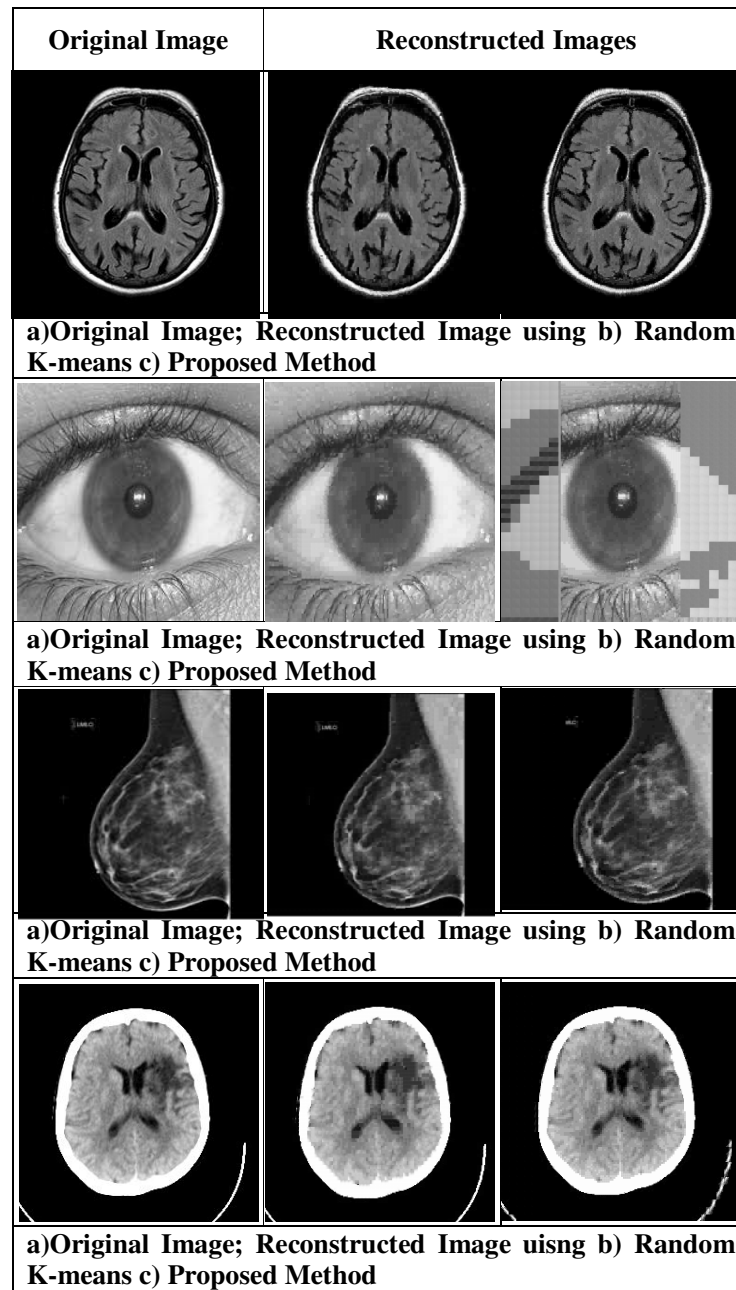 Original Image
Reconstructed Images
a)Original Image; Reconstructed Image using b) Random
K-means c) Proposed Method
a)Original Image; Reconstructed Image using b) Random
K-means c) Proposed Method
a)Original Image; Reconstructed Image using b) Random
K-means c) Proposed Method
a)Original Image; Reconstructed Image uisng b) Random
K-means c) Proposed Method